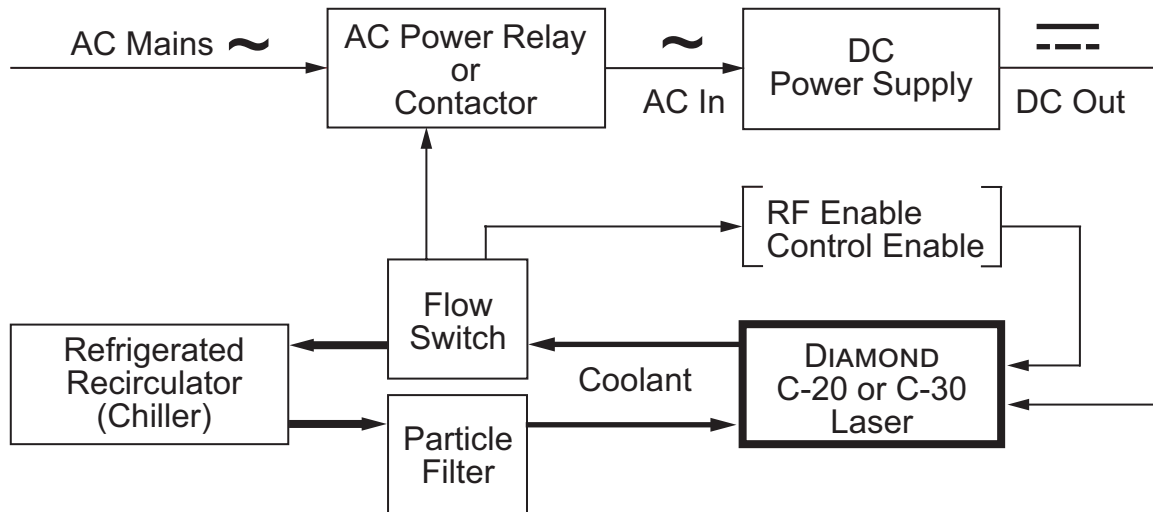 AC Mains ~
AC Power Relay
or
Contactor
~
AC In
DC
Power Supply
DC Out
RF Enable
Control Enable
Flow
Switch
Refrigerated
Recirculator
(Chiller)
Coolant
DIAMOND
C-20 or C-30
Laser
Particle
Filter